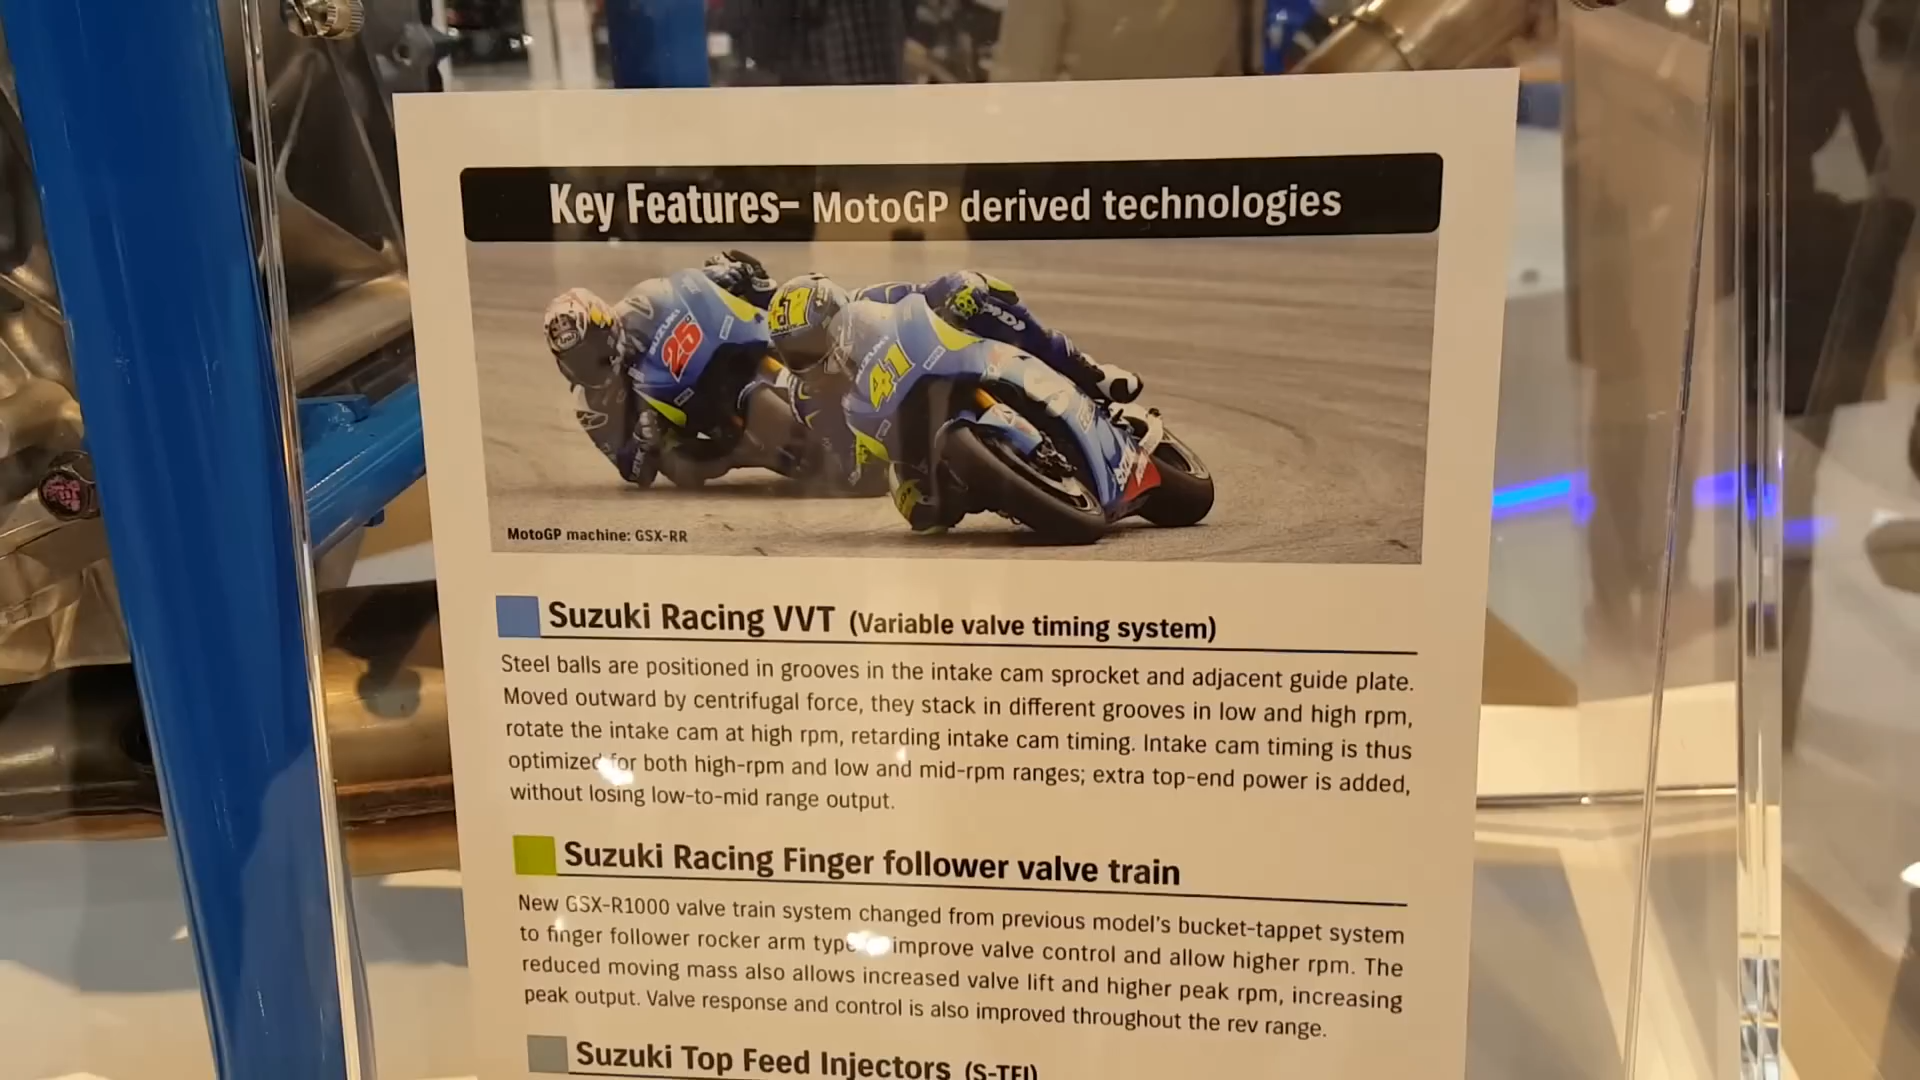 Key Features– MotoGP derived technologies
SUZUKI
25
SUZUKI
41
MotoGP machine: GSX-RR
Suzuki Racing VVT (Variable valve timing system)
Steel balls are positioned in grooves in the intake cam sprocket and adjacent guide plate.
Moved outward by centrifugal force, they stack in different grooves in low and high rpm,
rotate the intake cam at high rpm, retarding intake cam timing. Intake cam timing is thus
optimized for both high-rpm and low and mid-rpm ranges; extra top-end power is added,
without losing low-to-mid range output.
Suzuki Racing Finger follower valve train
New GSX-R1000 valve train system changed from previous model's bucket-tappet system
to finger follower rocker arm type improve valve control and allow higher rpm. The
reduced moving mass also allows increased valve lift and higher peak rpm, increasing
peak output. Valve response and control is also improved throughout the rev range.
Suzuki Top Feed Injectors (S-TFI)